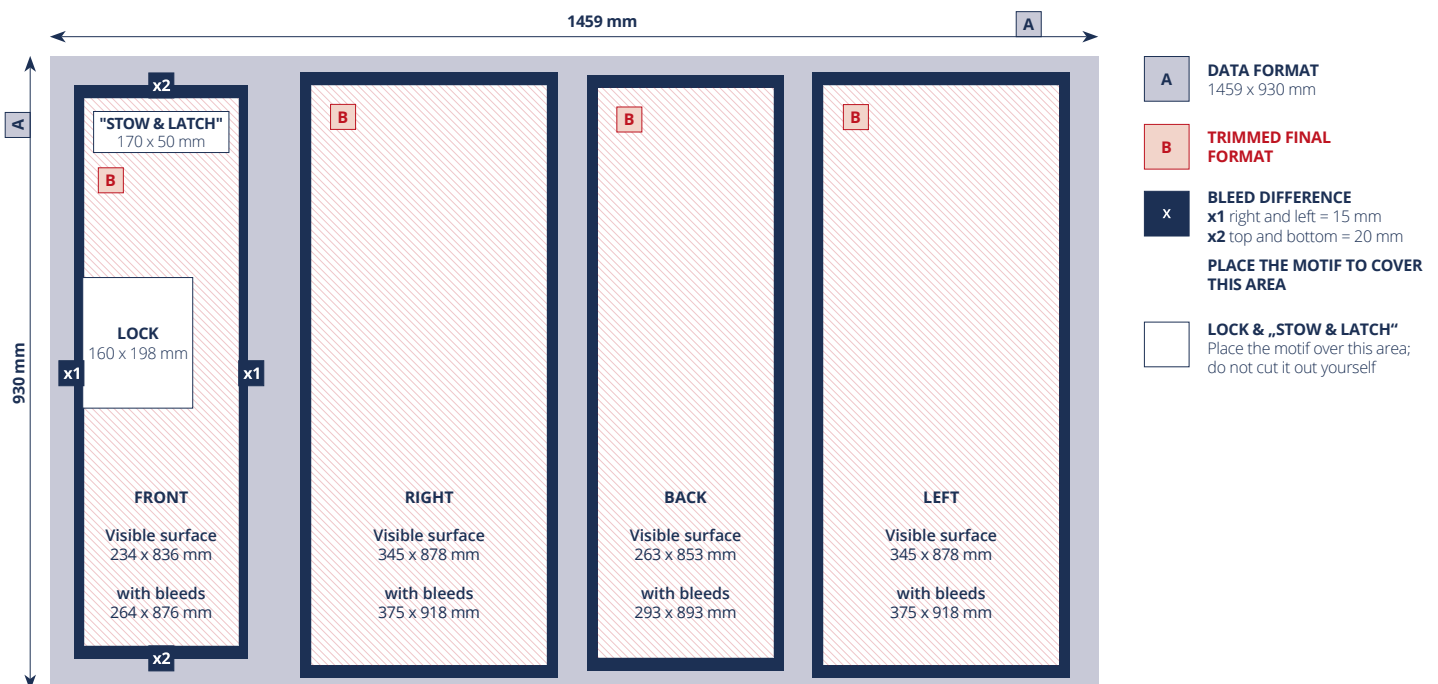 1459 mm
A
A
930 mm
x2
"STOW & LATCH"
170 x 50 mm
B
LOCK
160 x 198 mm
x1
x1
FRONT
Visible surface
234 x 836 mm
with bleeds
264 x 876 mm
x2
B
RIGHT
Visible surface
345 x 878 mm
with bleeds
375 x 918 mm
B
BACK
Visible surface
263 x 853 mm
with bleeds
293 x 893 mm
B
LEFT
Visible surface
345 x 878 mm
with bleeds
375 x 918 mm
A
DATA FORMAT
1459 x 930 mm
B
TRIMMED FINAL
FORMAT
x
BLEED DIFFERENCE
x1 right and left = 15 mm
x2 top and bottom = 20 mm
PLACE THE MOTIF TO COVER
THIS AREA
LOCK & „STOW & LATCH“
Place the motif over this area;
do not cut it out yourself